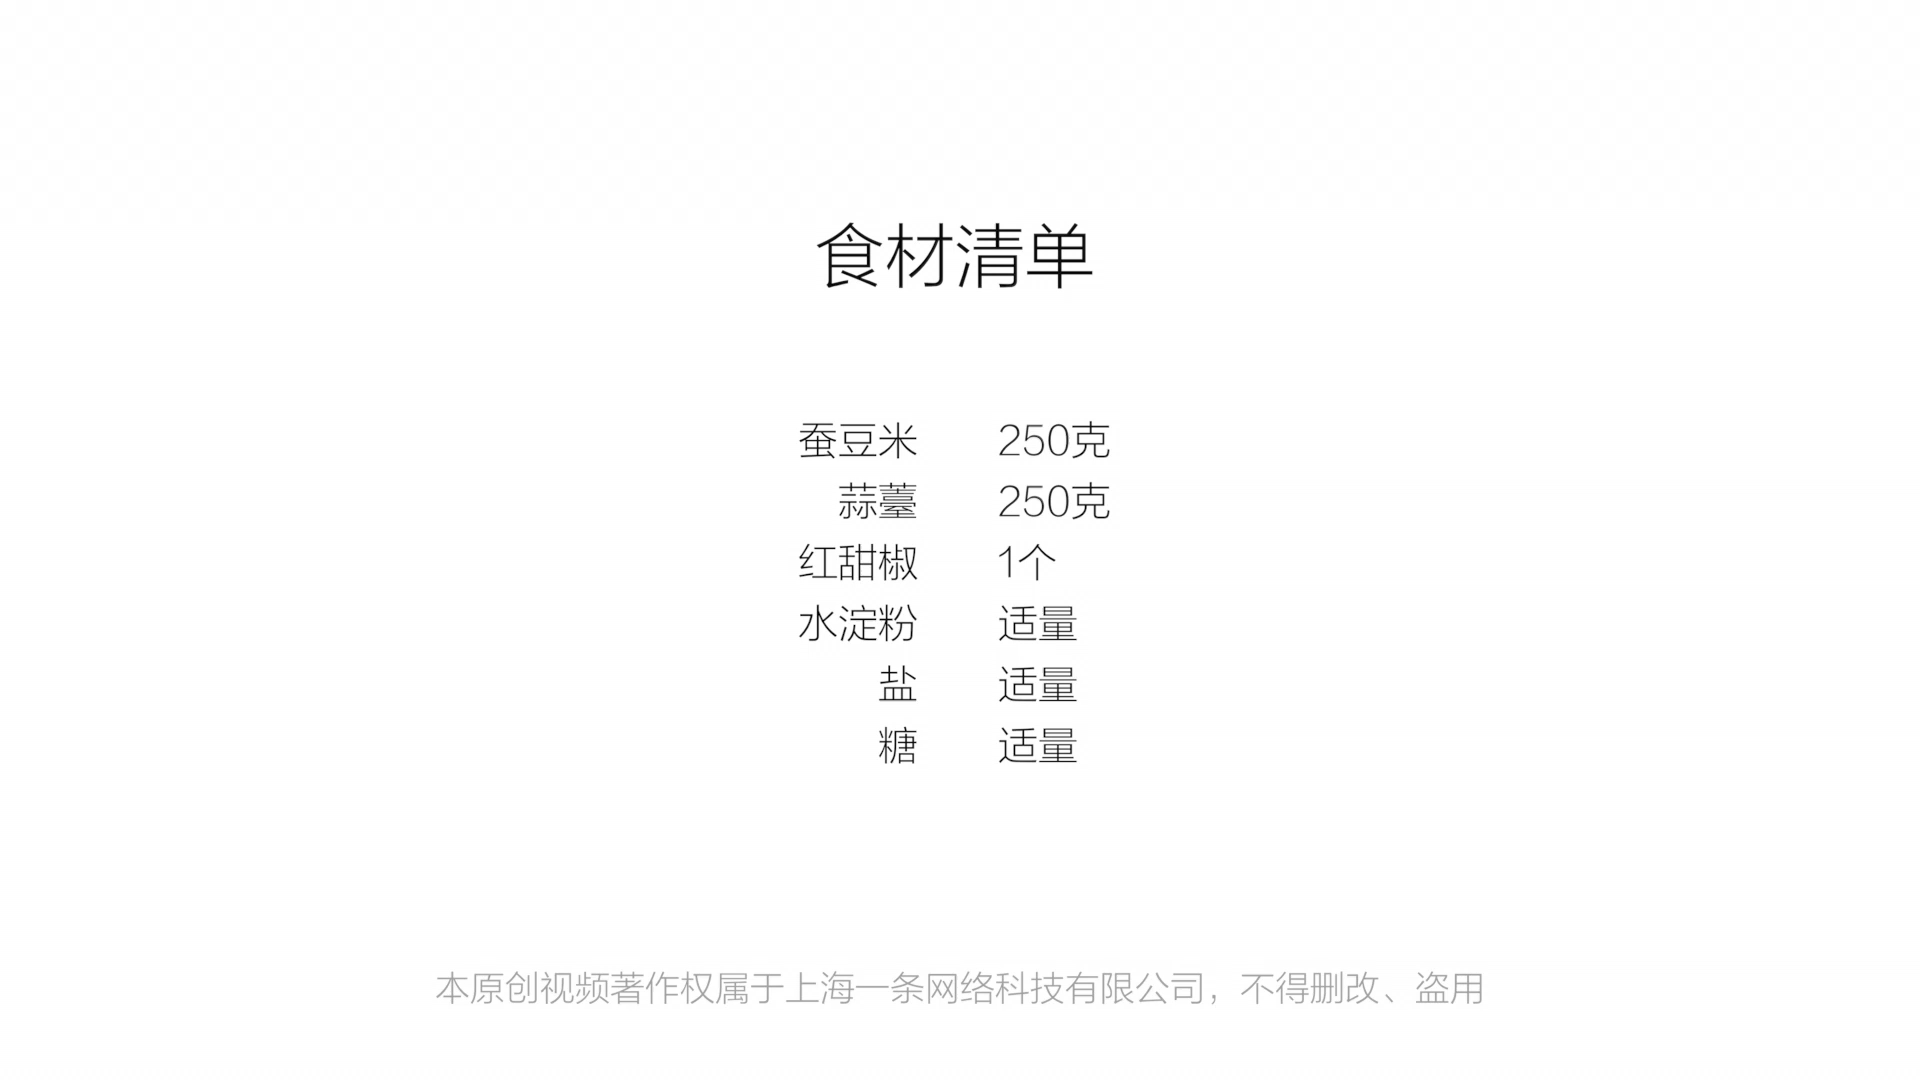 食材清单
蚕豆米 250克
蒜薹 250克
红甜椒 1个
水淀粉 适量
盐 适量
糖 适量
本原创视频著作权属于上海一条网络科技有限公司，不得删改、盗用